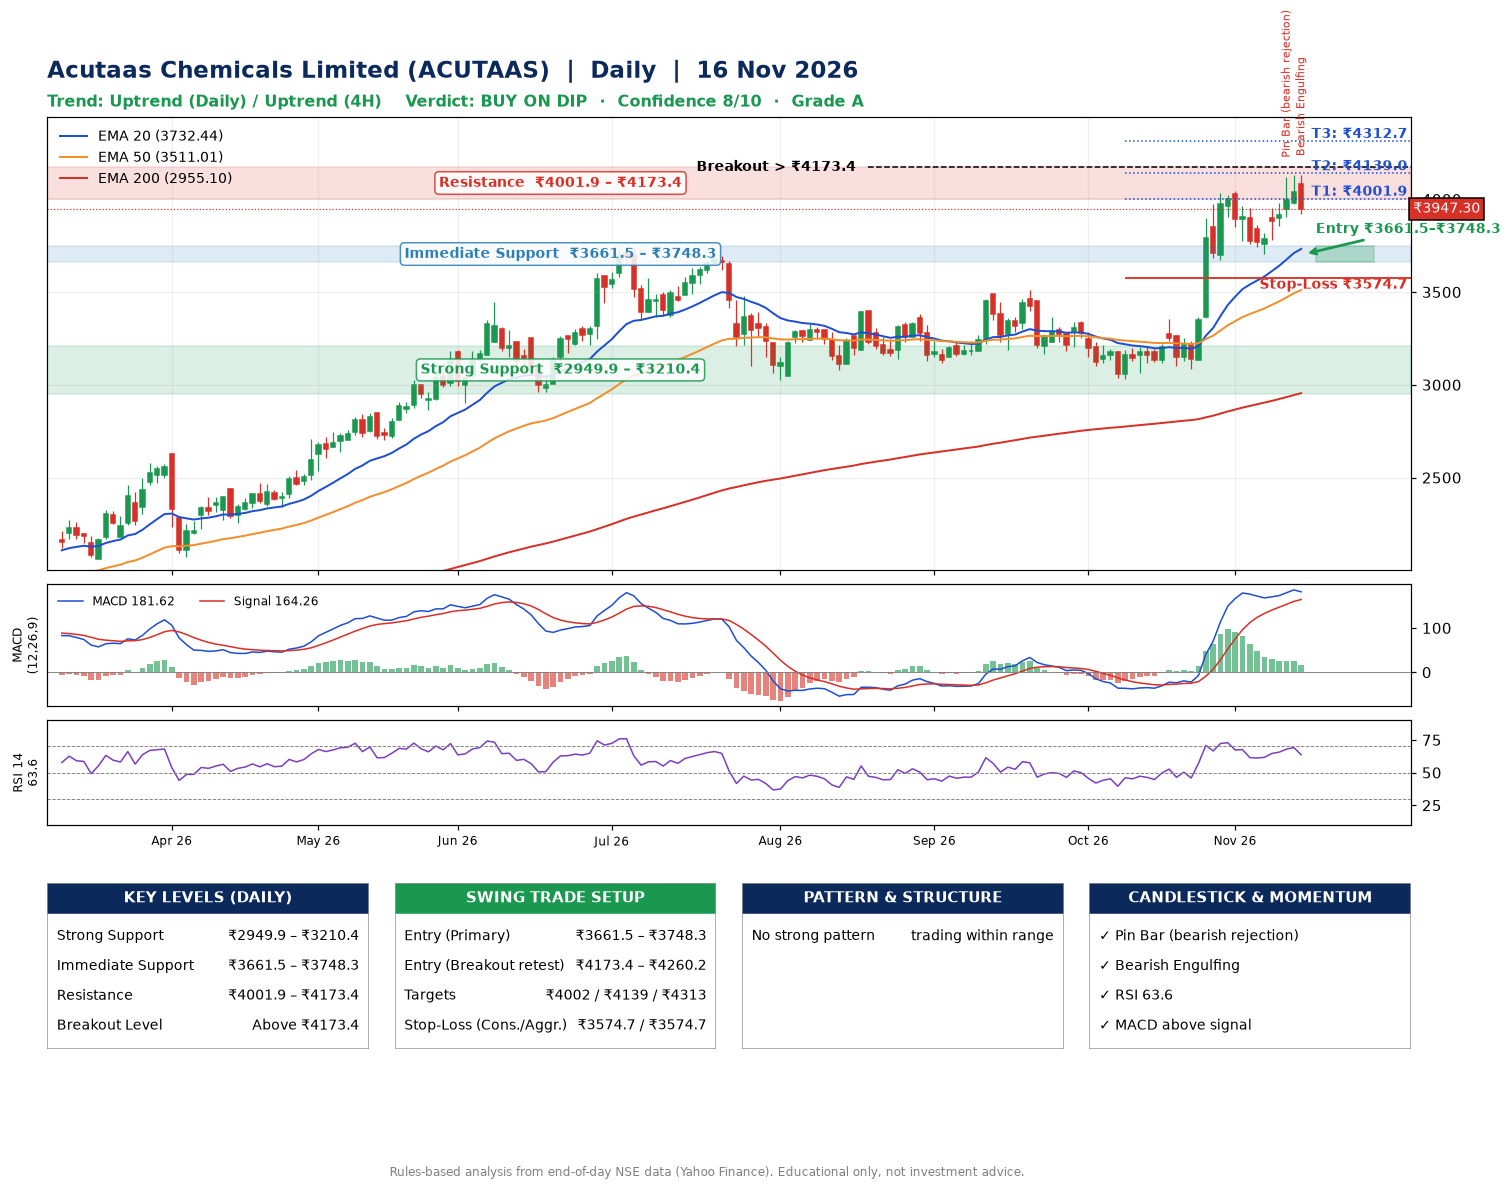 Pin Bar (bearish rejection)
Bearish Engulfing
Acutaas Chemicals Limited (ACUTAAS) | Daily | 16 Nov 2026
Trend: Uptrend (Daily) / Uptrend (4H) Verdict: BUY ON DIP · Confidence 8/10 · Grade A
EMA 20 (3732.44)
EMA 50 (3511.01)
EMA 200 (2955.10)
T3: ₹4312.7
Breakout > ₹4173.4
T2: ₹4139.0
Resistance ₹4001.9 – ₹4173.4
T1: ₹4001.9
4000
₹3947.30
Entry ₹3661.5–₹3748.3
Immediate Support ₹3661.5 – ₹3748.3
Stop-Loss ₹3574.7
3500
Strong Support ₹2949.9 – ₹3210.4
3000
2500
MACD 181.62 Signal 164.26
MACD
(12,26,9)
100
0
RSI 14
63.6
75
50
25
Apr 26 May 26 Jun 26 Jul 26 Aug 26 Sep 26 Oct 26 Nov 26
KEY LEVELS (DAILY)
Strong Support ₹2949.9 – ₹3210.4
Immediate Support ₹3661.5 – ₹3748.3
Resistance ₹4001.9 – ₹4173.4
Breakout Level Above ₹4173.4
SWING TRADE SETUP
Entry (Primary) ₹3661.5 – ₹3748.3
Entry (Breakout retest) ₹4173.4 – ₹4260.2
Targets ₹4002 / ₹4139 / ₹4313
Stop-Loss (Cons./Aggr.) ₹3574.7 / ₹3574.7
PATTERN & STRUCTURE
No strong pattern trading within range
CANDLESTICK & MOMENTUM
✓ Pin Bar (bearish rejection)
✓ Bearish Engulfing
✓ RSI 63.6
✓ MACD above signal
Rules-based analysis from end-of-day NSE data (Yahoo Finance). Educational only, not investment advice.